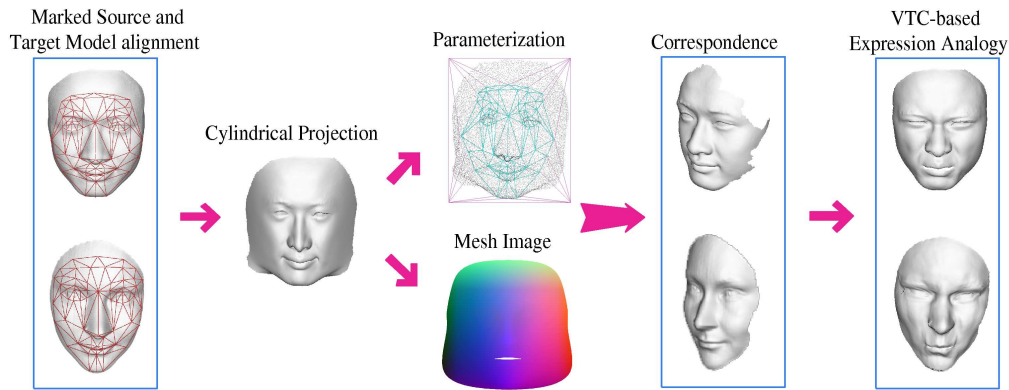 Marked Source and
Target Model alignment
Cylindrical Projection
Parameterization
Mesh Image
Correspondence
VTC-based
Expression Analogy